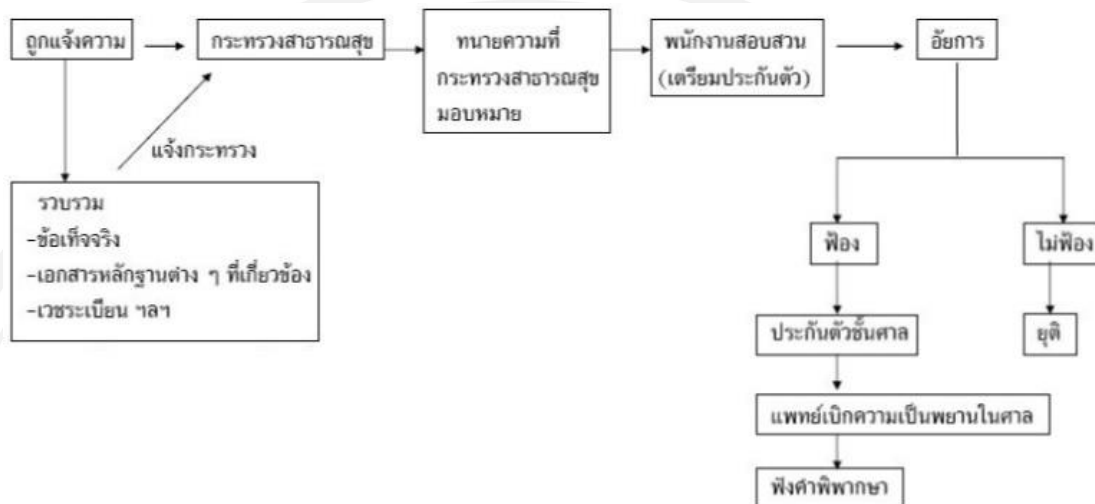 ถูกแจ้งความ
กระทรวงสาธารณสุข
ทนายความที่
กระทรวงสาธารณสุข
มอบหมาย
พนักงานสอบสวน
(เตรียมประกันตัว)
อัยการ
แจ้งกระทรวง
รวบรวม
-ข้อเท็จจริง
-เอกสารหลักฐานต่าง ๆ ที่เกี่ยวข้อง
-เวชระเบียน ฯลฯ
ฟ้อง
ไม่ฟ้อง
ประกันตัวชั้นศาล
ยุติ
แพทย์เบิกความเป็นพยานในศาล
ฟังคำพิพากษา